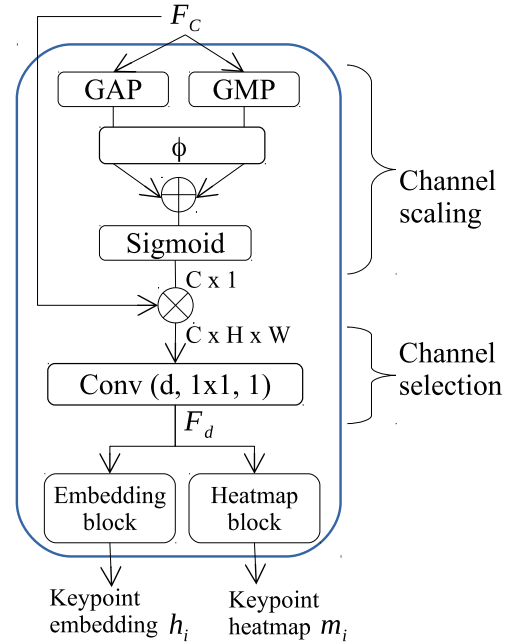 F_C
GAP
GMP
ϕ
Channel
scaling
Sigmoid
C x 1
C x H x W
Channel
selection
Conv (d, 1x1, 1)
F_d
Embedding
block
Heatmap
block
Keypoint
embedding h_i
Keypoint
heatmap m_i